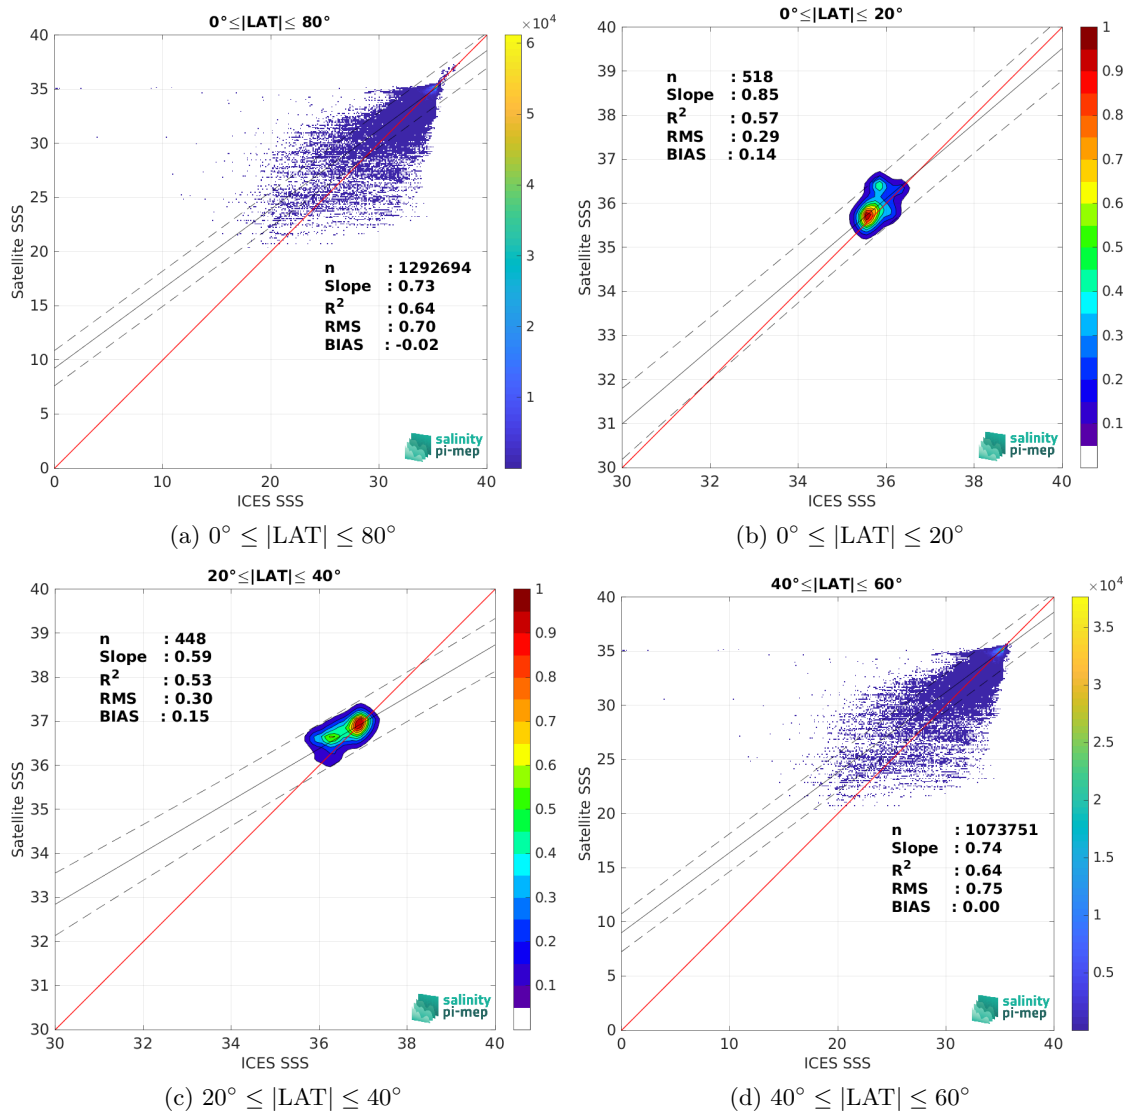 0°≤|LAT|≤ 80°
×10⁴
Satellite SSS
40
35
30
25
20
15
10
5
0
n : 1292694
Slope : 0.73
R² : 0.64
RMS : 0.70
BIAS : -0.02
salinity
pi-mep
0 10 20 30 40
ICES SSS
6
5
4
3
2
1
(a) 0° ≤ |LAT| ≤ 80°
0°≤|LAT|≤ 20°
Satellite SSS
40
39
38
37
36
35
34
33
32
31
30
n : 518
Slope : 0.85
R² : 0.57
RMS : 0.29
BIAS : 0.14
salinity
pi-mep
30 32 34 36 38 40
ICES SSS
1
0.9
0.8
0.7
0.6
0.5
0.4
0.3
0.2
0.1
(b) 0° ≤ |LAT| ≤ 20°
20°≤|LAT|≤ 40°
Satellite SSS
40
39
38
37
36
35
34
33
32
31
30
n : 448
Slope : 0.59
R² : 0.53
RMS : 0.30
BIAS : 0.15
salinity
pi-mep
30 32 34 36 38 40
ICES SSS
1
0.9
0.8
0.7
0.6
0.5
0.4
0.3
0.2
0.1
(c) 20° ≤ |LAT| ≤ 40°
40°≤|LAT|≤ 60°
×10⁴
Satellite SSS
40
35
30
25
20
15
10
5
0
n : 1073751
Slope : 0.74
R² : 0.64
RMS : 0.75
BIAS : 0.00
salinity
pi-mep
0 10 20 30 40
ICES SSS
3.5
3
2.5
2
1.5
1
0.5
(d) 40° ≤ |LAT| ≤ 60°